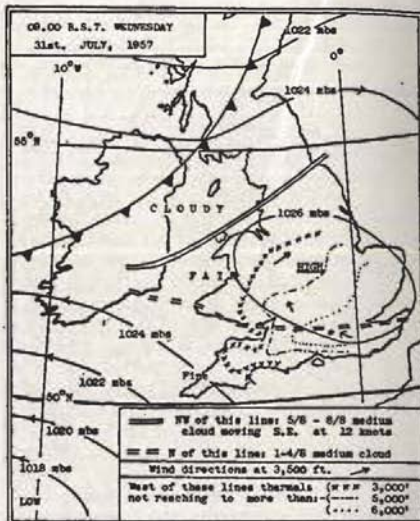 09.00 B.S.T. WEDNESDAY
31st. JULY, 1957
1022 mbs
10°W
0°
1024 mbs
55°N
CLOUDY
1026 mbs
HIGH
FAIR
1024 mbs
Fine
1022 mbs
50°N
1020 mbs
1018 mbs
LOW
NW of this line: 5/8 - 8/8 medium
cloud moving S.E. at 12 knots
N of this line: 1-4/8 medium cloud
Wind directions at 3,500 ft.
West of these lines thermals 3,000'
not reaching to more than: 5,000'
6,000'